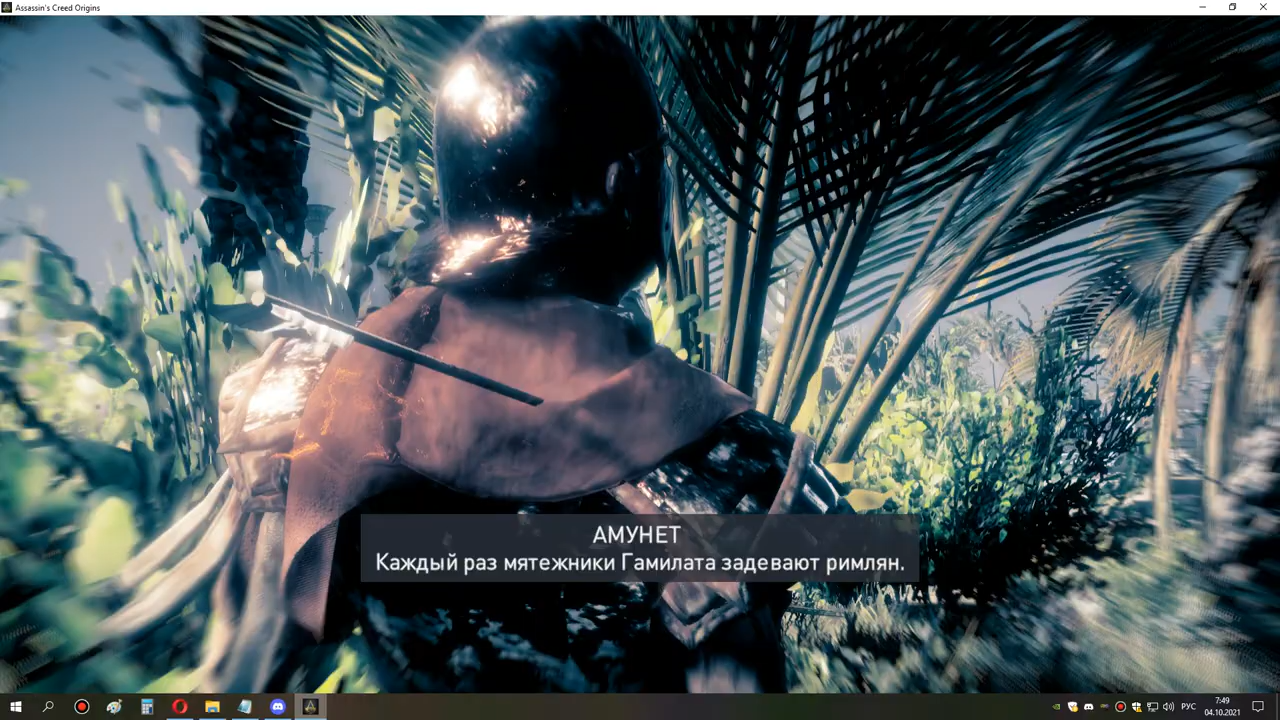 Assassin's Creed Origins
АМУНЕТ
Каждый раз мятежники Гамилата задевают римлян.
7:49
РУС
04.10.2021